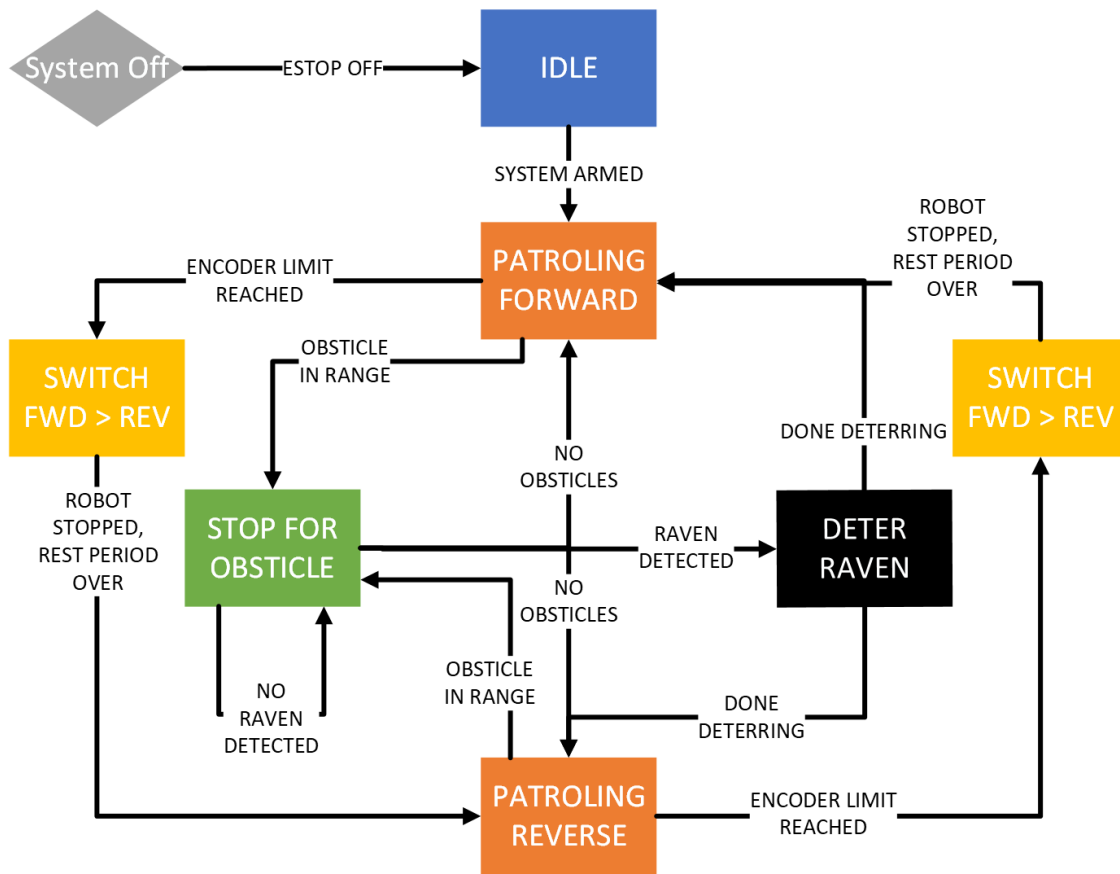 System Off
ESTOP OFF
IDLE
SYSTEM ARMED
PATROLING
FORWARD
ROBOT
STOPPED,
REST PERIOD
OVER
ENCODER LIMIT
REACHED
OBSTICLE
IN RANGE
SWITCH
FWD > REV
SWITCH
FWD > REV
DONE DETERRING
NO
OBSTICLES
ROBOT
STOPPED,
REST PERIOD
OVER
STOP FOR
OBSTICLE
RAVEN
DETECTED
DETER
RAVEN
NO
OBSTICLES
OBSTICLE
IN RANGE
NO
RAVEN
DETECTED
DONE
DETERRING
PATROLING
REVERSE
ENCODER LIMIT
REACHED